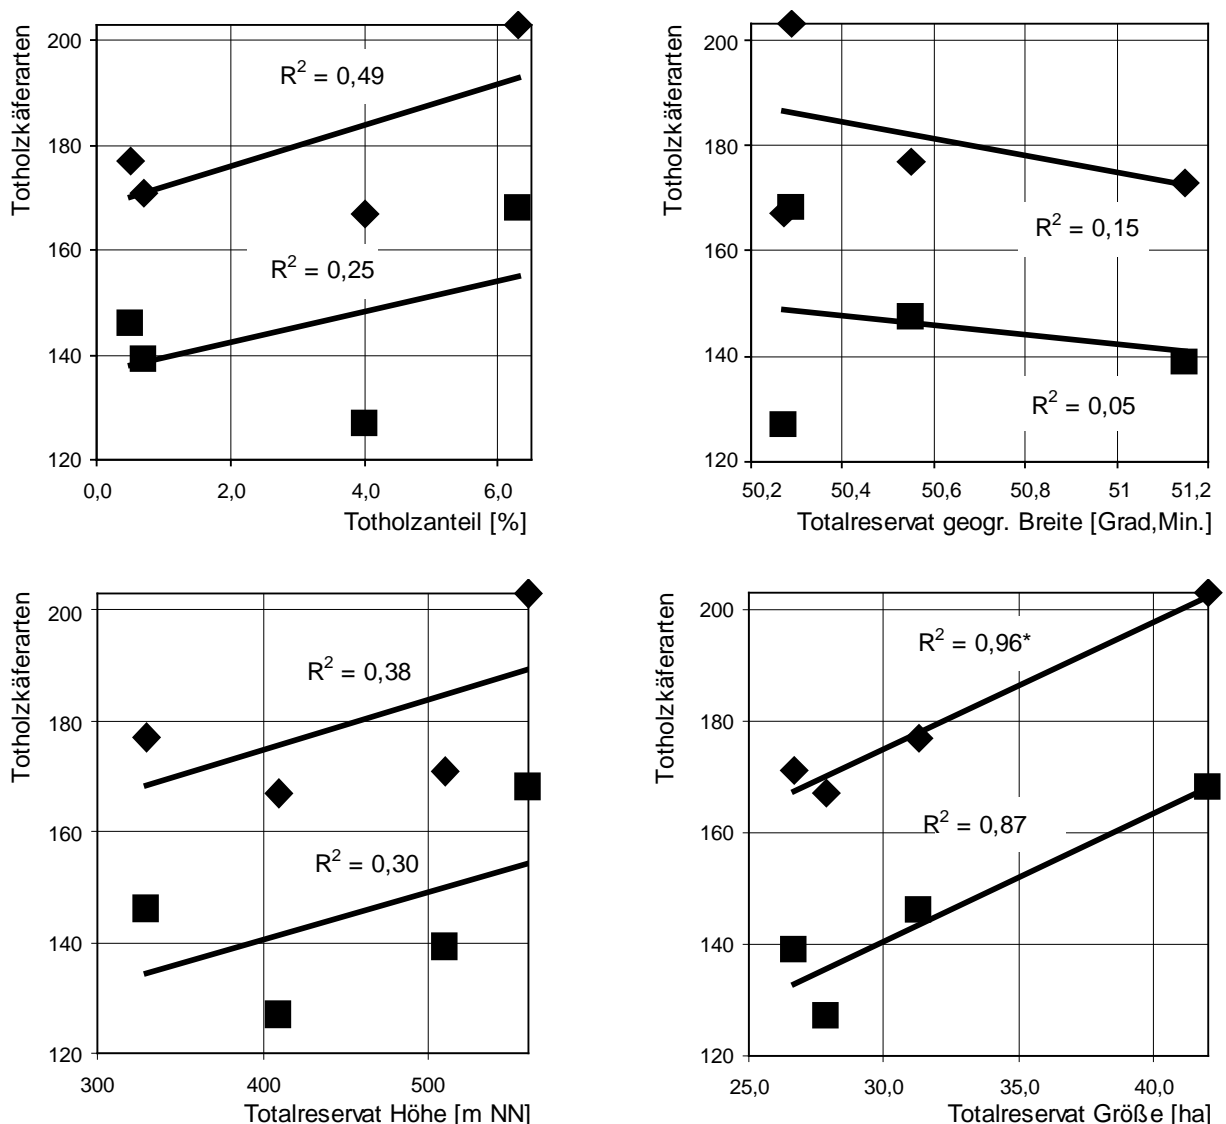 Totholzkäferarten
200
180
160
140
120
R² = 0,49
R² = 0,25
0,0 2,0 4,0 6,0
Totholzanteil [%]
Totholzkäferarten
200
180
160
140
120
R² = 0,15
R² = 0,05
50,2 50,4 50,6 50,8 51 51,2
Totalreservat geogr. Breite [Grad,Min.]
Totholzkäferarten
200
180
160
140
120
R² = 0,38
R² = 0,30
300 400 500
Totalreservat Höhe [m NN]
Totholzkäferarten
200
180
160
140
120
R² = 0,96*
R² = 0,87
25,0 30,0 35,0 40,0
Totalreservat Größe [ha]